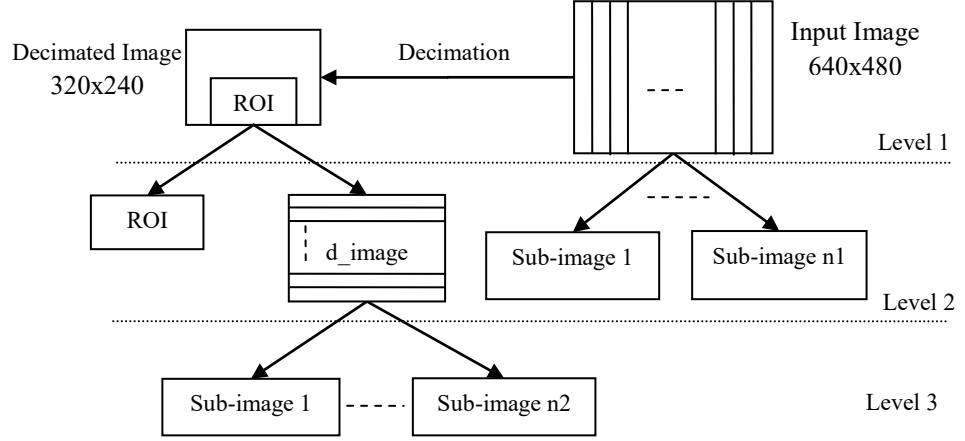 Decimated Image
320x240
ROI
Decimation
Input Image
640x480
Level 1
ROI
d_image
Sub-image 1
Sub-image n1
Level 2
Sub-image 1
Sub-image n2
Level 3